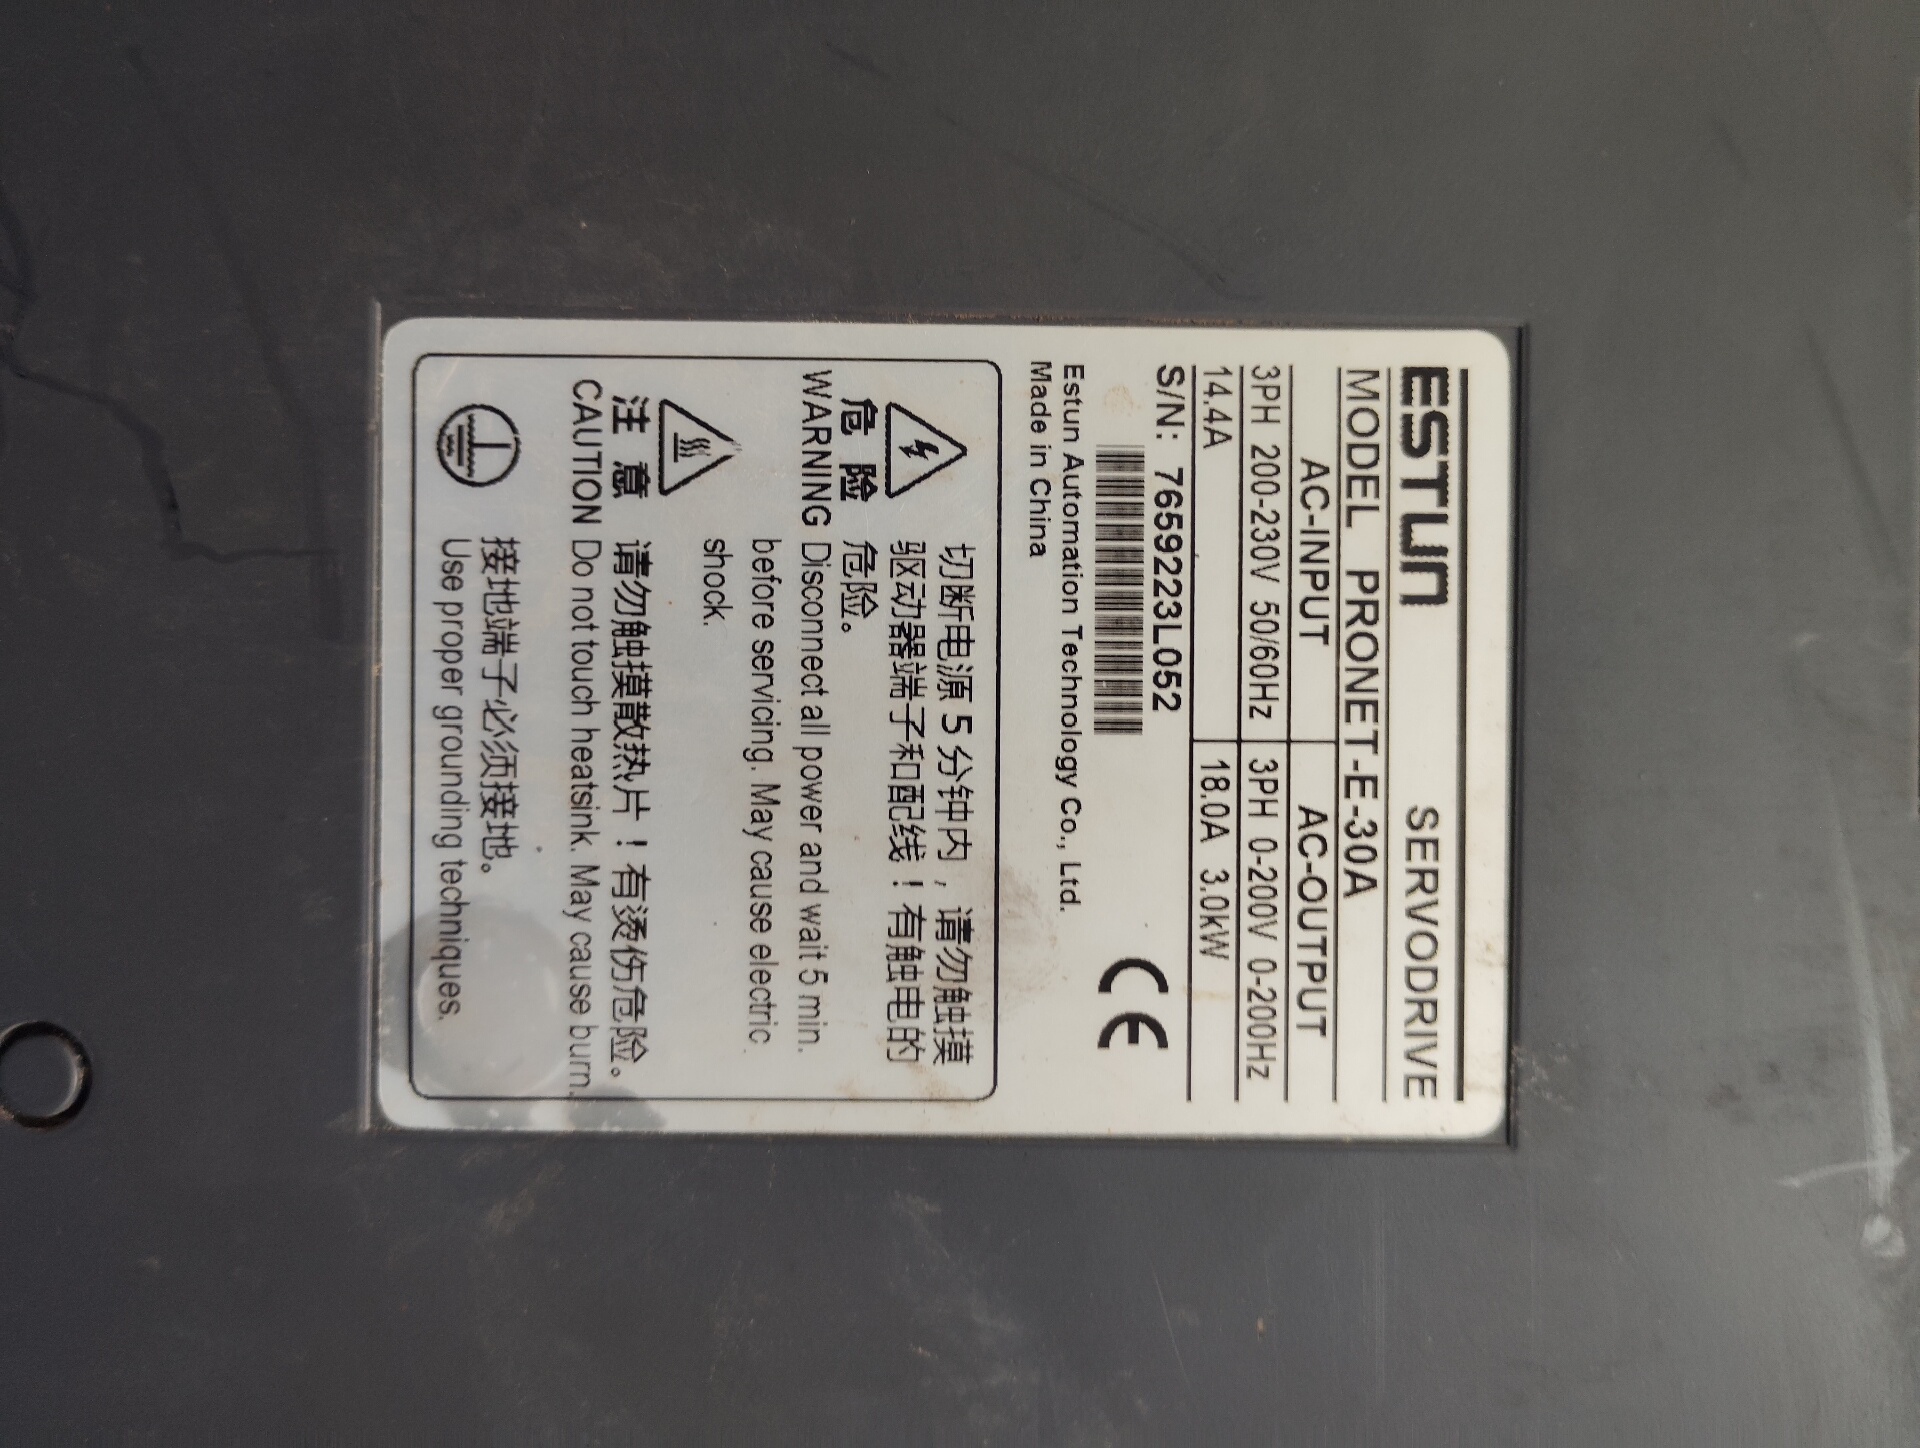 ESTUN SERVODRIVE
MODEL PRONET-E-30A
AC-INPUT AC-OUTPUT
3PH 200-230V 50/60Hz 3PH 0-200V 0-200Hz
14.4A 18.0A 3.0kW
S/N: 7659223L052
CE
Estun Automation Technology Co., Ltd.
Made in China
切断电源5分钟内，请勿触摸
驱动器端子和配线！有触电的
危险 危险。
WARNING Disconnect all power and wait 5 min.
before servicing. May cause electric
shock.
注意 请勿触摸散热片！有烫伤危险。
CAUTION Do not touch heatsink. May cause burn.
接地端子必须接地。
Use proper grounding techniques.